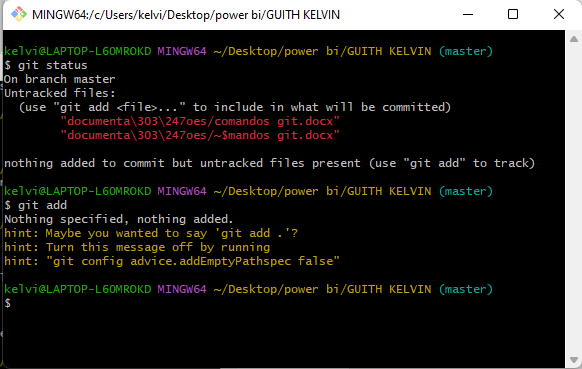 MINGW64:/c/Users/kelvi/Desktop/power bi/GUITH KELVIN
kelvi@LAPTOP-L6OMROKD MINGW64 ~/Desktop/power bi/GUITH KELVIN (master)
$ git status
On branch master
Untracked files:
  (use "git add <file>..." to include in what will be committed)
        "documenta\303\247oes/comandos git.docx"
        "documenta\303\247oes/~$mandos git.docx"
nothing added to commit but untracked files present (use "git add" to track)
kelvi@LAPTOP-L6OMROKD MINGW64 ~/Desktop/power bi/GUITH KELVIN (master)
$ git add
Nothing specified, nothing added.
hint: Maybe you wanted to say 'git add .'?
hint: Turn this message off by running
hint: "git config advice.addEmptyPathspec false"
kelvi@LAPTOP-L6OMROKD MINGW64 ~/Desktop/power bi/GUITH KELVIN (master)
$